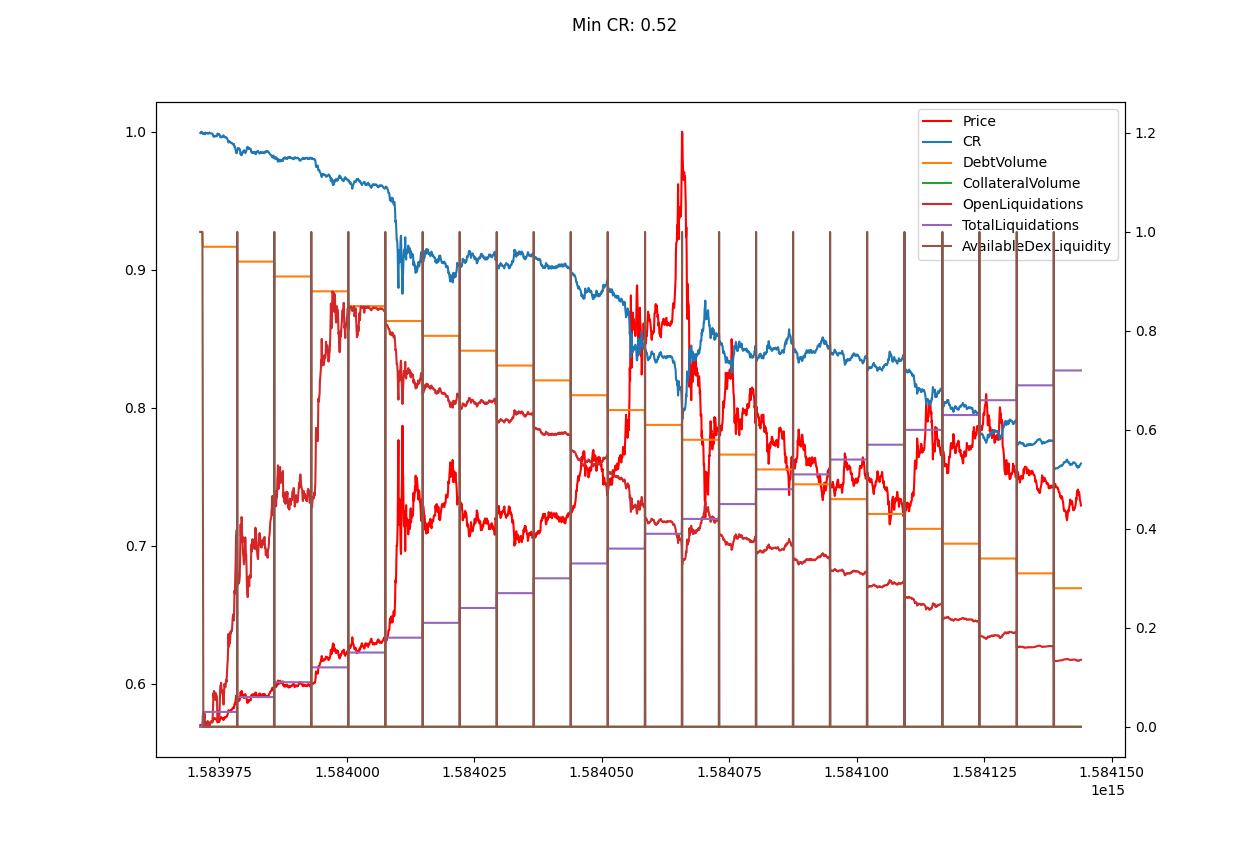 Min CR: 0.52
1.0
0.9
0.8
0.7
0.6
1.2
1.0
0.8
0.6
0.4
0.2
0.0
Price
CR
DebtVolume
CollateralVolume
OpenLiquidations
TotalLiquidations
AvailableDexLiquidity
1.583975 1.584000 1.584025 1.584050 1.584075 1.584100 1.584125 1.584150
1e15